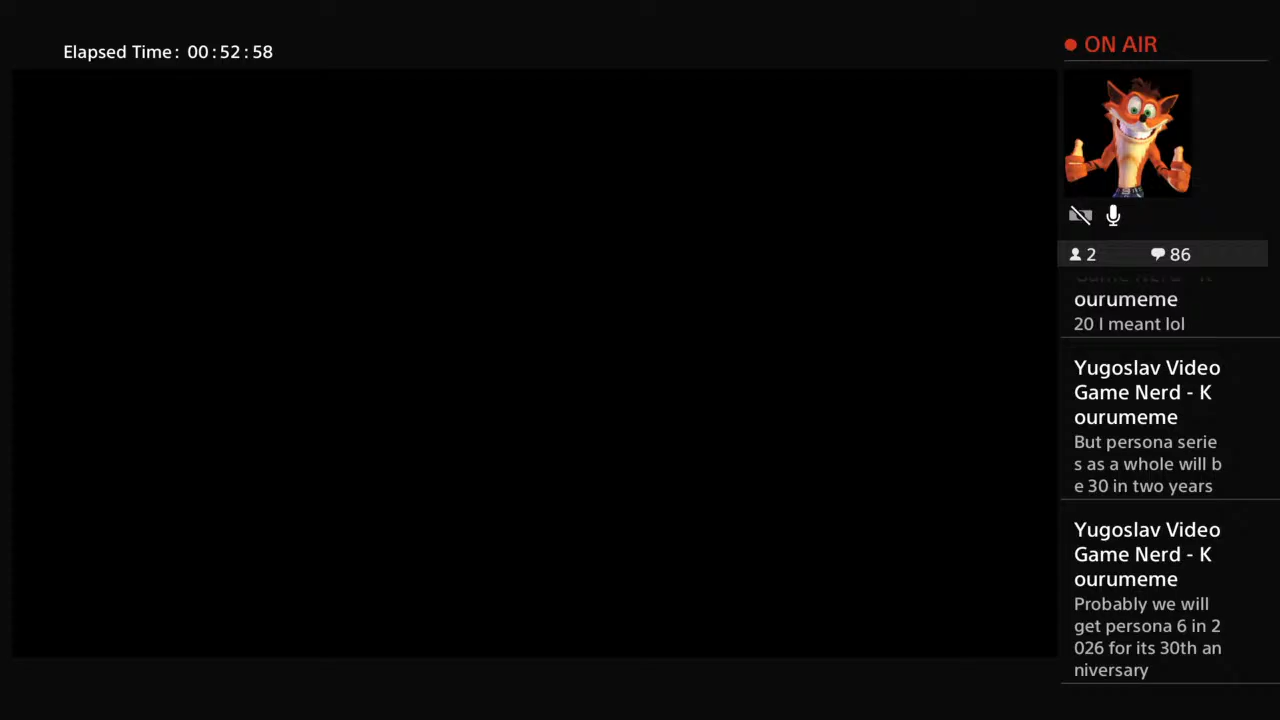 Elapsed Time: 00:52:58
ON AIR
2 86
ourumeme
20 I meant lol
Yugoslav Video
Game Nerd - K
ourumeme
But persona serie
s as a whole will b
e 30 in two years
Yugoslav Video
Game Nerd - K
ourumeme
Probably we will
get persona 6 in 2
026 for its 30th an
niversary